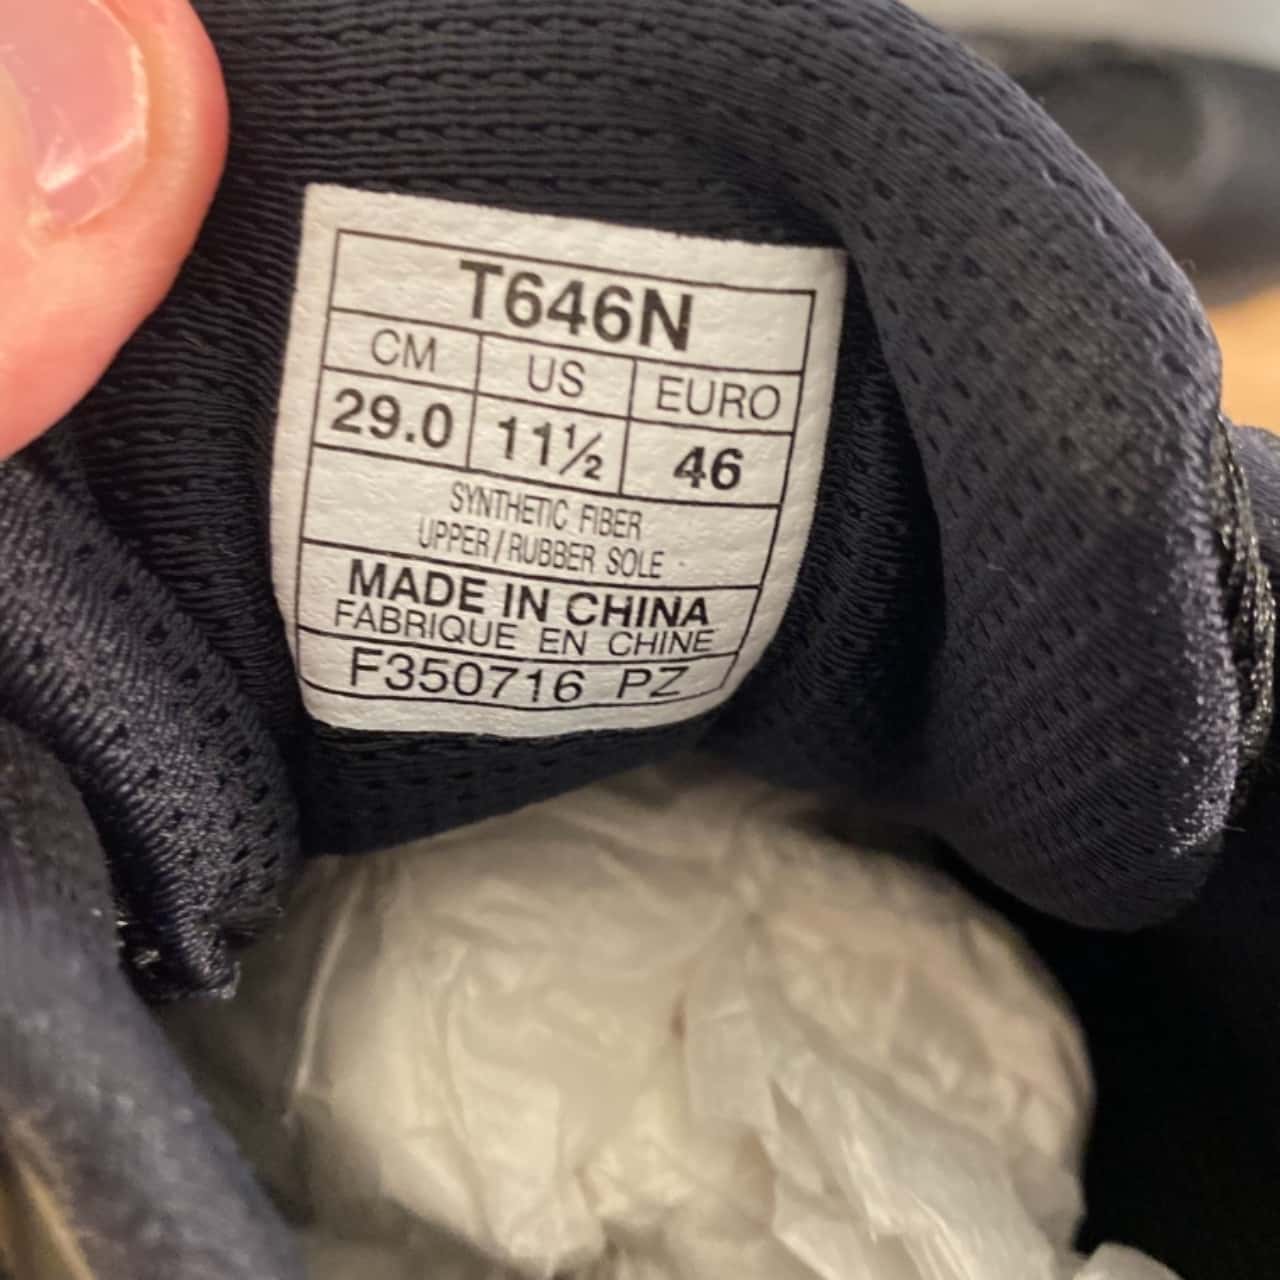 T646N
CM US EURO
29.0 11½ 46
SYNTHETIC FIBER
UPPER/RUBBER SOLE
MADE IN CHINA
FABRIQUE EN CHINE
F350716 PZ